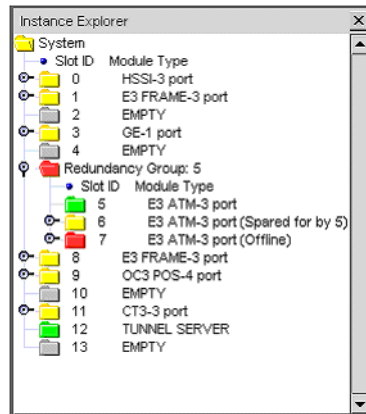 Instance Explorer
System
Slot ID Module Type
0 HSSI-3 port
1 E3 FRAME-3 port
2 EMPTY
3 GE-1 port
4 EMPTY
Redundancy Group: 5
Slot ID Module Type
5 E3 ATM-3 port
6 E3 ATM-3 port (Spared for by 5)
7 E3 ATM-3 port (Offline)
8 E3 FRAME-3 port
9 OC3 POS-4 port
10 EMPTY
11 CT3-3 port
12 TUNNEL SERVER
13 EMPTY